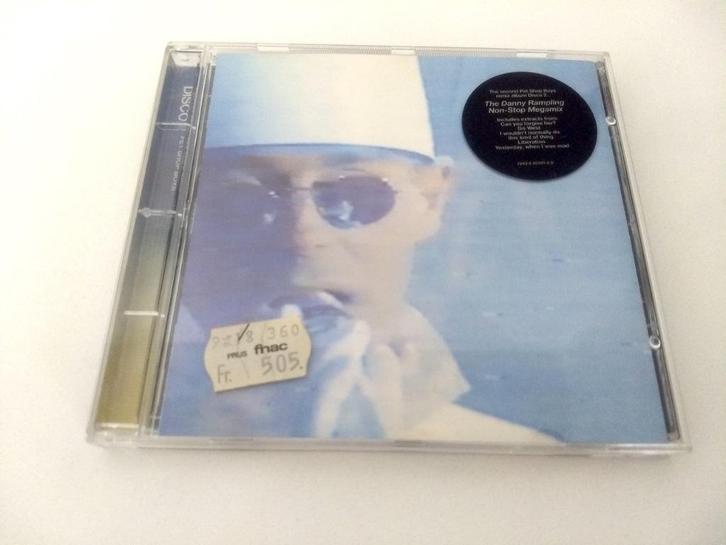 DISCO
The second Pet Shop Boys
remix album Disco 2...
The Danny Rampling
Non-Stop Megamix
Includes extracts from:
Can you forgive her?
Go West
I wouldn't normally do
this kind of thing
Liberation
Yesterday, when I was mad
/360
PRUS fnac
Fr. 505.